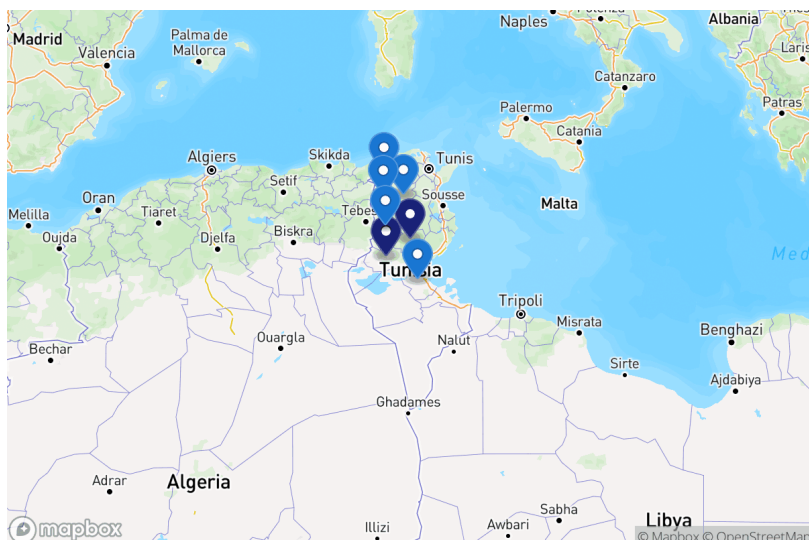 Naples
Potenza
Albania
Madrid
Palma de
Mallorca
Valencia
Catanzaro
Palermo
Patras
Catania
Algiers
Skikda
Tunis
Setif
Sousse
Oran
Melilla
Tiaret
Malta
Oujda
Djelfa
Biskra
Tunisia
Tripoli
Misrata
Benghazi
Ouargla
Nalut
Bechar
Sirte
Ajdabiya
Ghadames
Adrar
Algeria
Sabha
Illizi
Awbari
Libya
mapbox
© Mapbox © OpenStreetMap